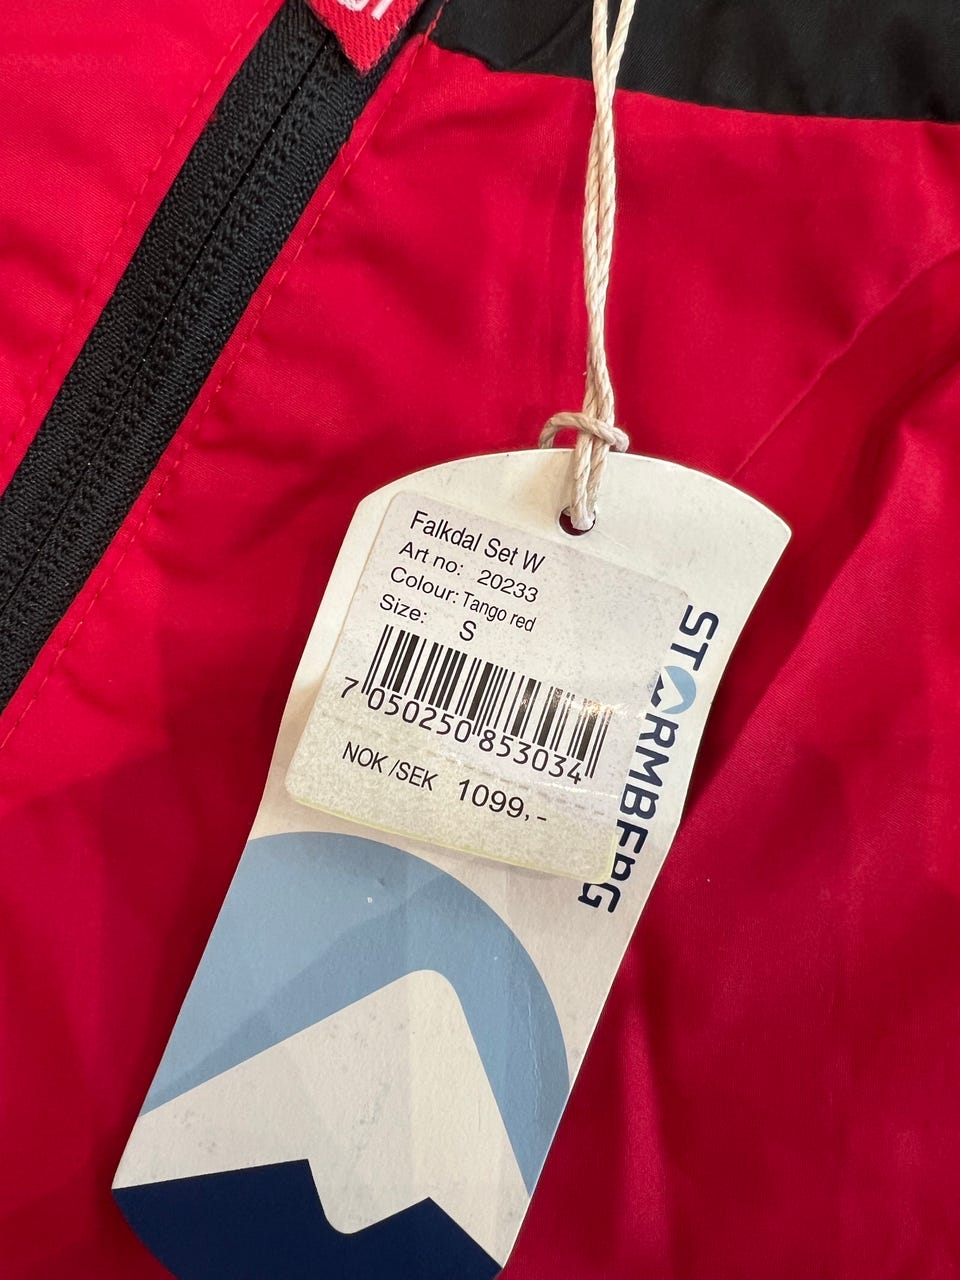 Falkdal Set W
Art no: 20233
Colour: Tango red
Size: S
7 050250 853034
NOK /SEK 1099,-
STORMBERG